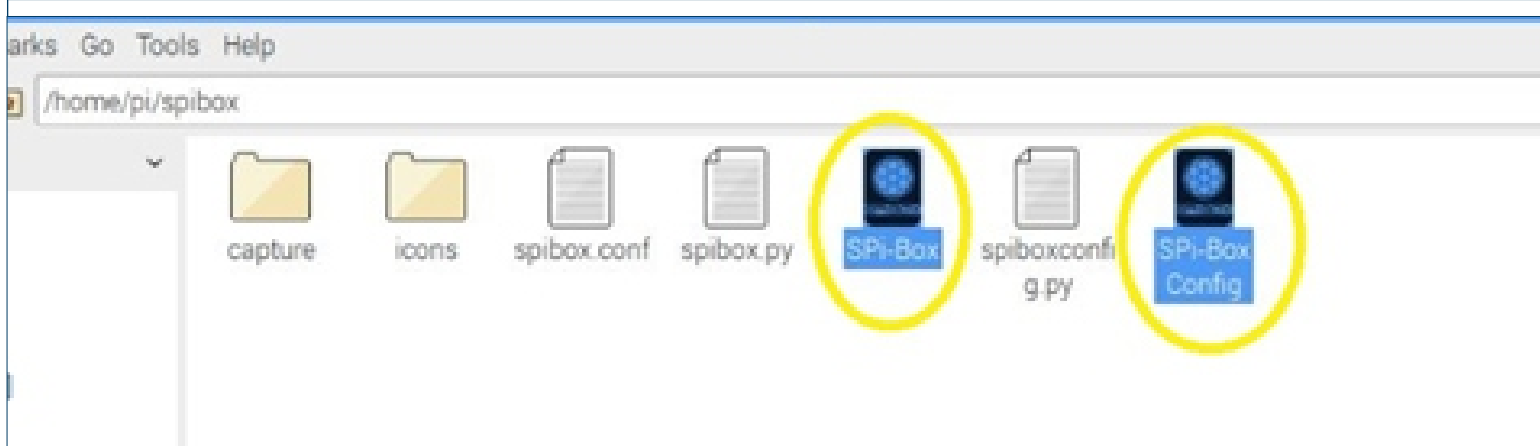 arks Go Tools Help
/home/pi/spibox
capture icons spibox.conf spibox.py SPi-Box spiboxconfi SPi-Box
g.py Config